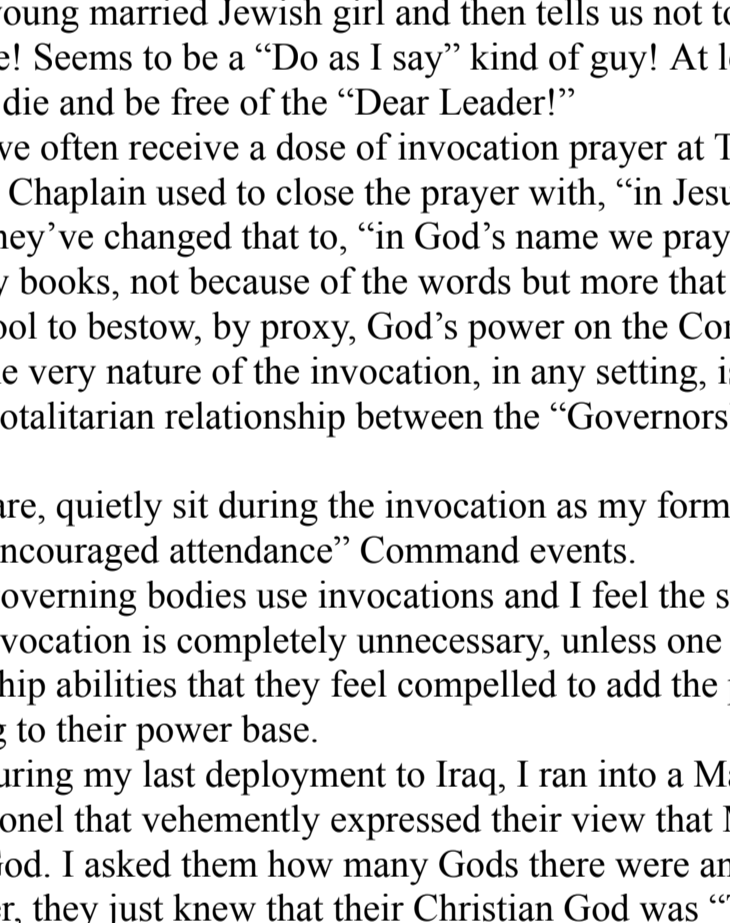 young married Jewish girl and then tells us not to
e! Seems to be a “Do as I say” kind of guy! At l
die and be free of the “Dear Leader!”
ve often receive a dose of invocation prayer at T
Chaplain used to close the prayer with, “in Jesu
hey’ve changed that to, “in God’s name we pray
y books, not because of the words but more that
ool to bestow, by proxy, God’s power on the Co
e very nature of the invocation, in any setting, i
otalitarian relationship between the “Governors
are, quietly sit during the invocation as my form
ncouraged attendance” Command events.
overning bodies use invocations and I feel the s
vocation is completely unnecessary, unless one
hip abilities that they feel compelled to add the
g to their power base.
uring my last deployment to Iraq, I ran into a Ma
onel that vehemently expressed their view that
God. I asked them how many Gods there were an
r, they just knew that their Christian God was “